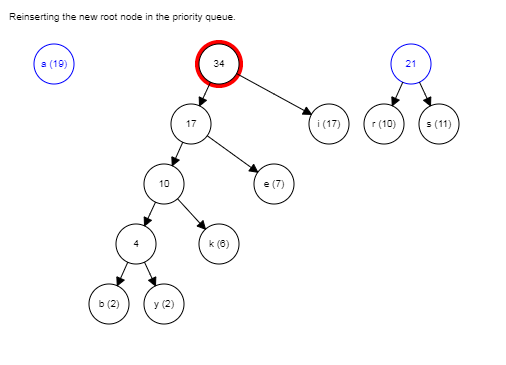 Reinserting the new root node in the priority queue.
a (19)
34
21
17
i (17)
r (10)
s (11)
10
e (7)
4
k (6)
b (2)
y (2)